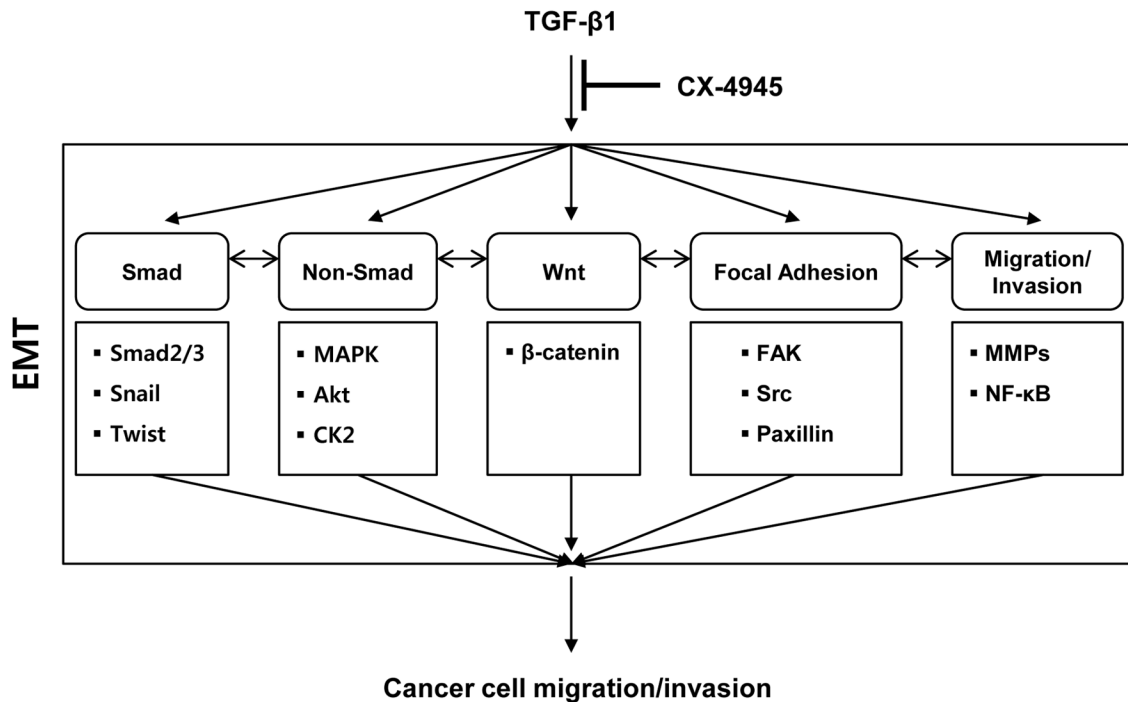 TGF-β1
CX-4945
EMT
Smad
Non-Smad
Wnt
Focal Adhesion
Migration/
Invasion
▪ Smad2/3
▪ Snail
▪ Twist
▪ MAPK
▪ Akt
▪ CK2
▪ β-catenin
▪ FAK
▪ Src
▪ Paxillin
▪ MMPs
▪ NF-κB
Cancer cell migration/invasion